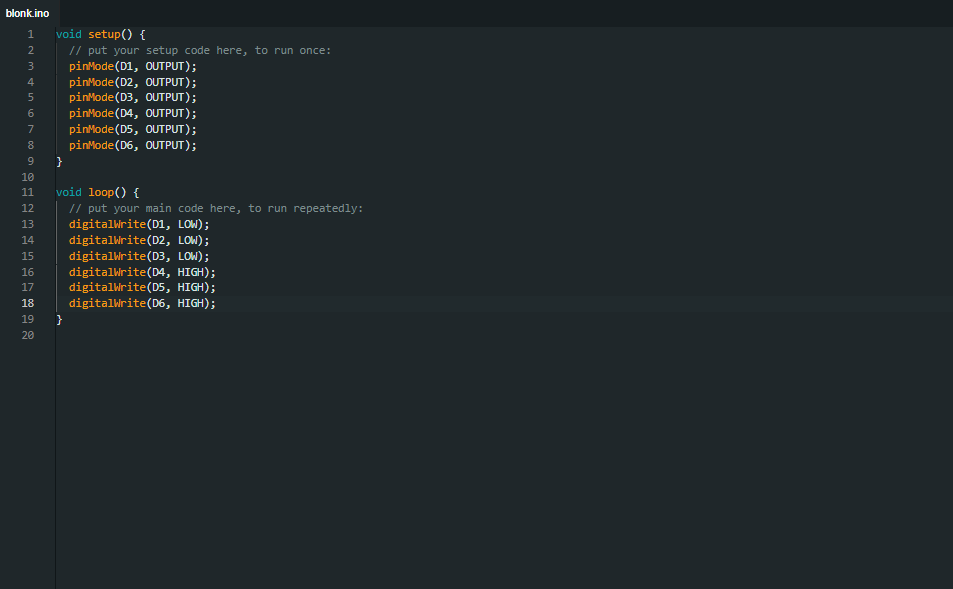 blonk.ino
1 void setup() {
2 // put your setup code here, to run once:
3 pinMode(D1, OUTPUT);
4 pinMode(D2, OUTPUT);
5 pinMode(D3, OUTPUT);
6 pinMode(D4, OUTPUT);
7 pinMode(D5, OUTPUT);
8 pinMode(D6, OUTPUT);
9 }
10
11 void loop() {
12 // put your main code here, to run repeatedly:
13 digitalWrite(D1, LOW);
14 digitalWrite(D2, LOW);
15 digitalWrite(D3, LOW);
16 digitalWrite(D4, HIGH);
17 digitalWrite(D5, HIGH);
18 digitalWrite(D6, HIGH);
19 }
20